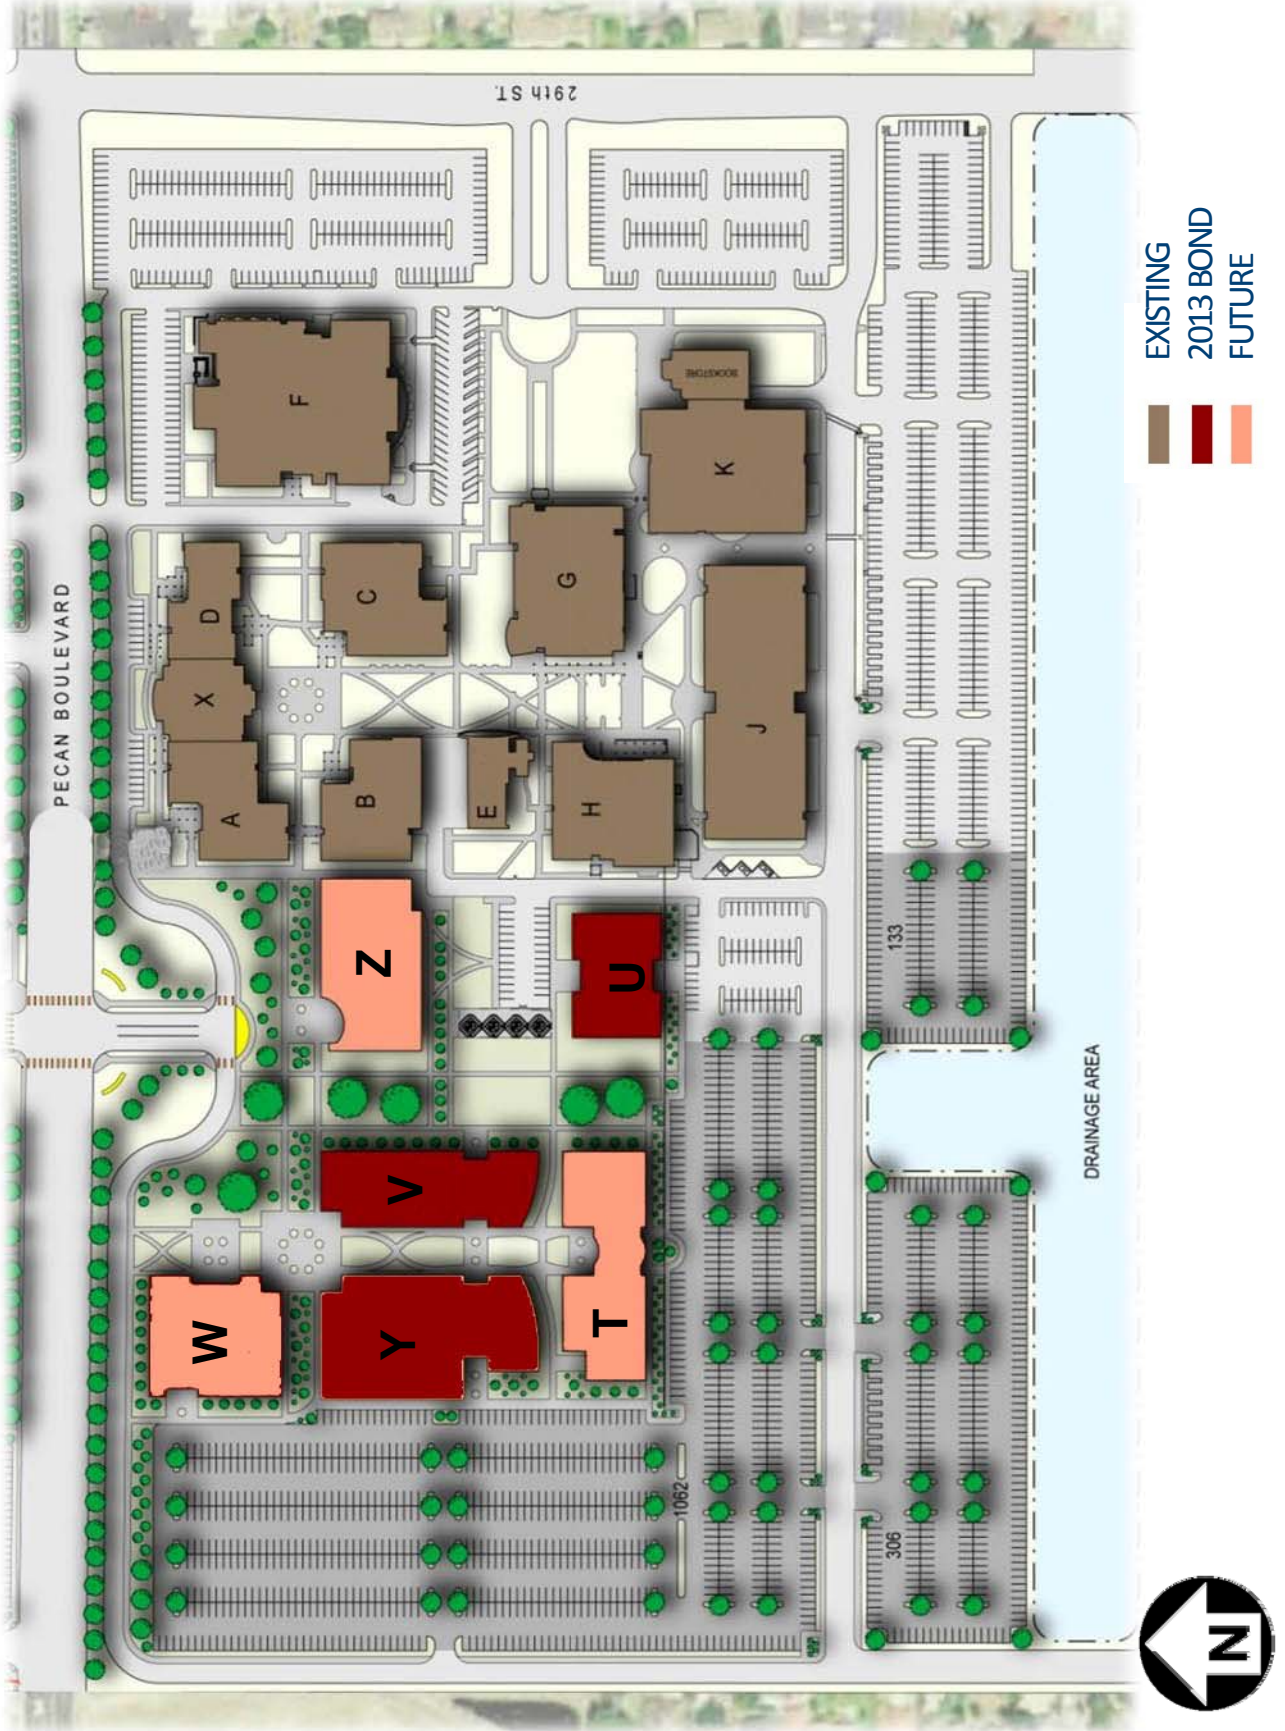 29th ST.
PECAN BOULEVARD
F
D
X
A
C
B
E
G
H
BOOKSTORE
K
J
Z
U
V
W
Y
T
133
1062
306
DRAINAGE AREA
EXISTING
2013 BOND
FUTURE
N